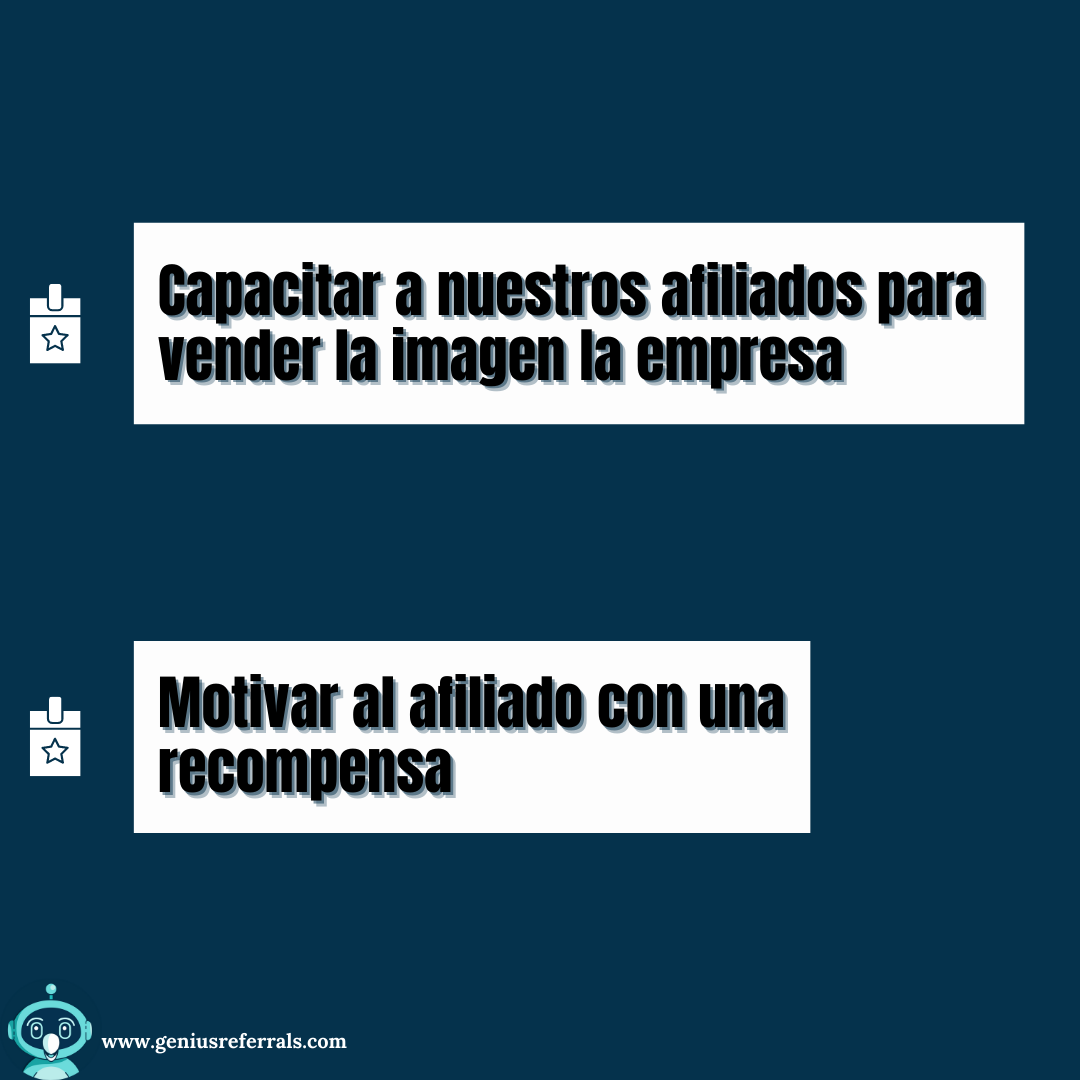 Capacitar a nuestros afiliados para
vender la imagen la empresa
Motivar al afiliado con una
recompensa
www.geniusreferrals.com